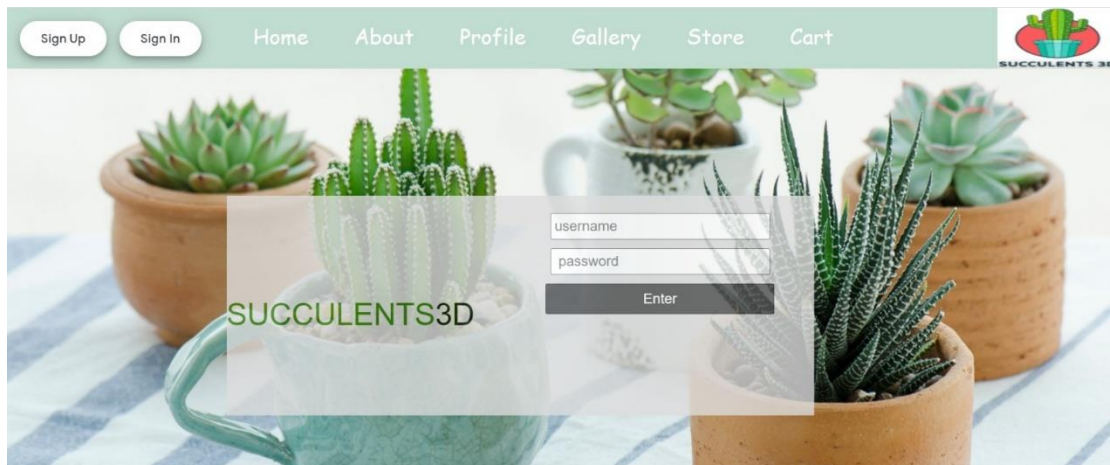 Sign Up
Sign In
Home
About
Profile
Gallery
Store
Cart
SUCCULENTS 3D
username
password
Enter
SUCCULENTS3D